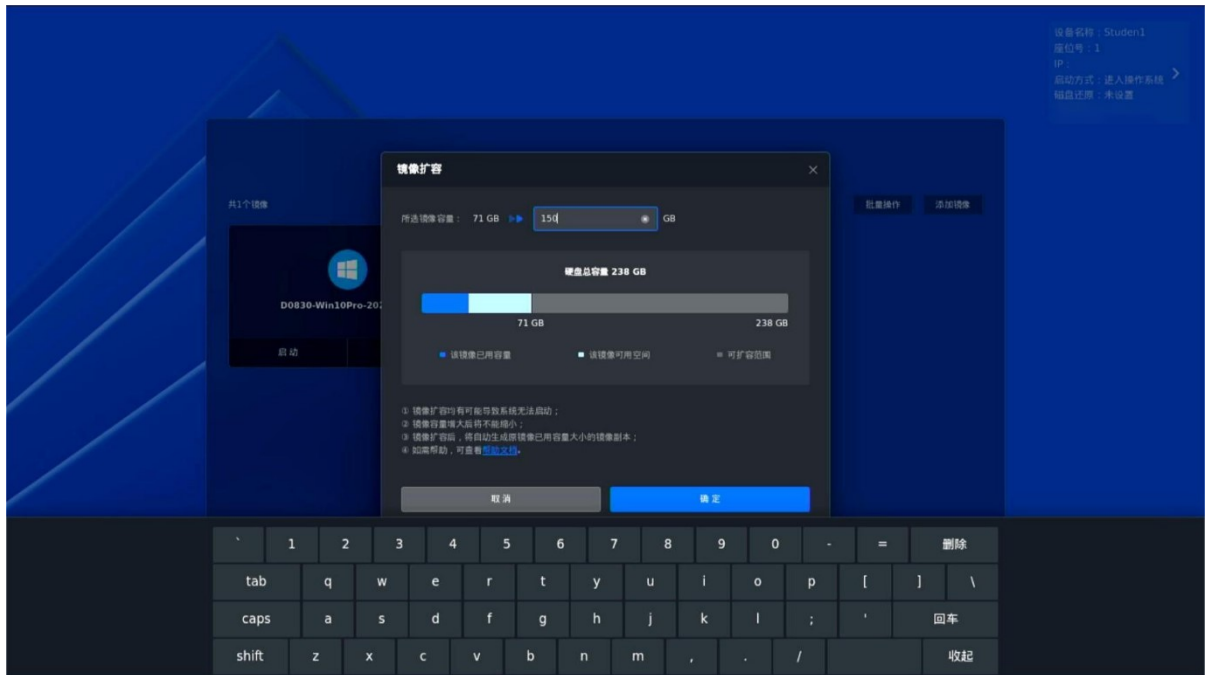 设备名称：Studen1
座位号：1
IP：
启动方式：进入操作系统
磁盘还原：未设置
镜像扩容
共1个镜像
批量操作
添加镜像
所选镜像容量： 71 GB 150 GB
硬盘总容量 238 GB
D0830-Win10Pro-202
71 GB 238 GB
启动
该镜像已用容量 该镜像可用空间 可扩容范围
① 镜像扩容均有可能导致系统无法启动；
② 镜像容量增大后将不能缩小；
③ 镜像扩容后，将自动生成原镜像已用容量大小的镜像副本；
④ 如需帮助，可查看帮助文档。
取消 确定
` 1 2 3 4 5 6 7 8 9 0 - = 删除
tab q w e r t y u i o p [ ] \
caps a s d f g h j k l ; ' 回车
shift z x c v b n m , . / 收起